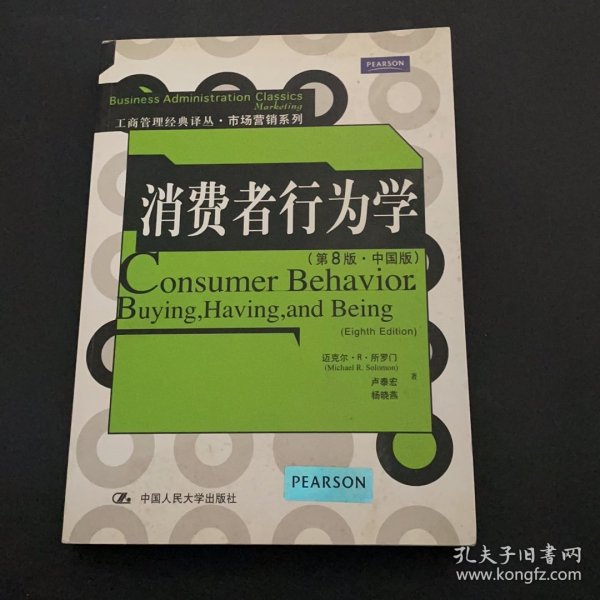 PEARSON
Business Administration Classics
Marketing
工商管理经典译丛·市场营销系列
消费者行为学
(第8版·中国版)
Consumer Behavior:
Buying,Having,and Being
(Eighth Edition)
迈克尔·R·所罗门
(Michael R. Solomon)
卢泰宏
杨晓燕
著
PEARSON
中国人民大学出版社
孔夫子旧书网
www.kongfz.com